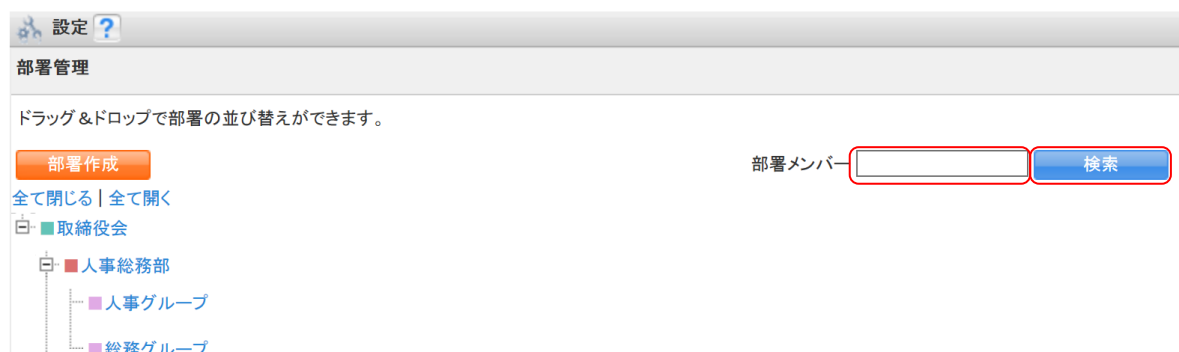 設定 ?
部署管理
ドラッグ&ドロップで部署の並び替えができます。
部署作成 部署メンバー 検索
全て閉じる | 全て開く
取締役会
人事総務部
人事グループ
総務グループ